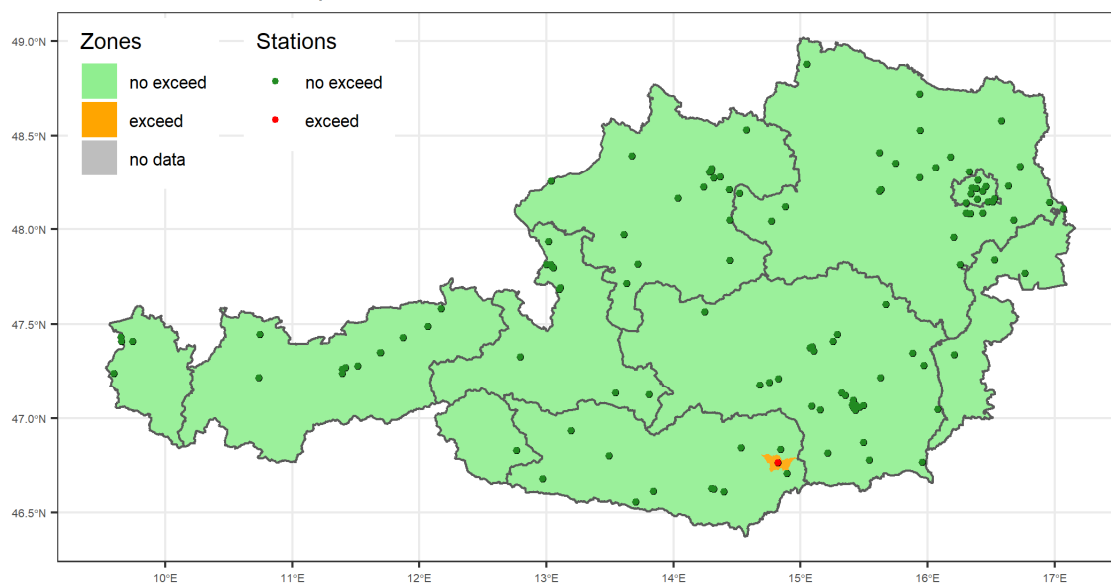 Zones
no exceed
exceed
no data
Stations
no exceed
exceed
49.0°N
48.5°N
48.0°N
47.5°N
47.0°N
46.5°N
10°E
11°E
12°E
13°E
14°E
15°E
16°E
17°E